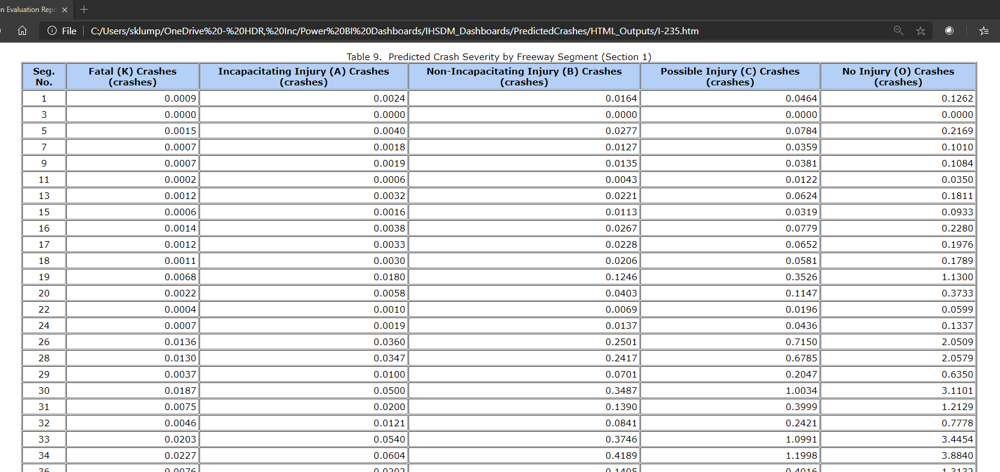 n Evaluation Rep
File C:/Users/sklump/OneDrive%20-%20HDR,%20Inc/Power%20BI%20Dashboards/IHSDM_Dashboards/PredictedCrashes/HTML_Outputs/I-235.htm
Table 9. Predicted Crash Severity by Freeway Segment (Section 1)
Seg. Fatal (K) Crashes Incapacitating Injury (A) Crashes Non-Incapacitating Injury (B) Crashes Possible Injury (C) Crashes No Injury (O) Crashes
No. (crashes) (crashes) (crashes) (crashes) (crashes)
1 0.0009 0.0024 0.0164 0.0464 0.1262
3 0.0000 0.0000 0.0000 0.0000 0.0000
5 0.0015 0.0040 0.0277 0.0784 0.2169
7 0.0007 0.0018 0.0127 0.0359 0.1010
9 0.0007 0.0019 0.0135 0.0381 0.1084
11 0.0002 0.0006 0.0043 0.0122 0.0350
13 0.0012 0.0032 0.0221 0.0624 0.1811
15 0.0006 0.0016 0.0113 0.0319 0.0933
16 0.0014 0.0038 0.0267 0.0779 0.2280
17 0.0012 0.0033 0.0228 0.0652 0.1976
18 0.0011 0.0030 0.0206 0.0581 0.1789
19 0.0068 0.0180 0.1246 0.3526 1.1300
20 0.0022 0.0058 0.0403 0.1147 0.3733
22 0.0004 0.0010 0.0069 0.0196 0.0599
24 0.0007 0.0019 0.0137 0.0436 0.1337
26 0.0136 0.0360 0.2501 0.7150 2.0509
28 0.0130 0.0347 0.2417 0.6785 2.0579
29 0.0037 0.0100 0.0701 0.2047 0.6350
30 0.0187 0.0500 0.3487 1.0034 3.1101
31 0.0075 0.0200 0.1390 0.3999 1.2129
32 0.0046 0.0121 0.0841 0.2421 0.7778
33 0.0203 0.0540 0.3746 1.0991 3.4454
34 0.0227 0.0604 0.4189 1.1998 3.8840
36 0.0076 0.0202 0.1405 0.4016 1.3132